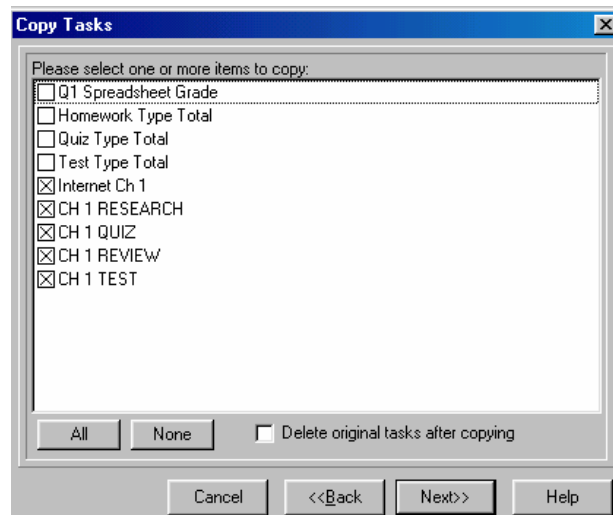 Copy Tasks
Please select one or more items to copy:
Q1 Spreadsheet Grade
Homework Type Total
Quiz Type Total
Test Type Total
Internet Ch 1
CH 1 RESEARCH
CH 1 QUIZ
CH 1 REVIEW
CH 1 TEST
All None Delete original tasks after copying
Cancel <<Back Next>> Help